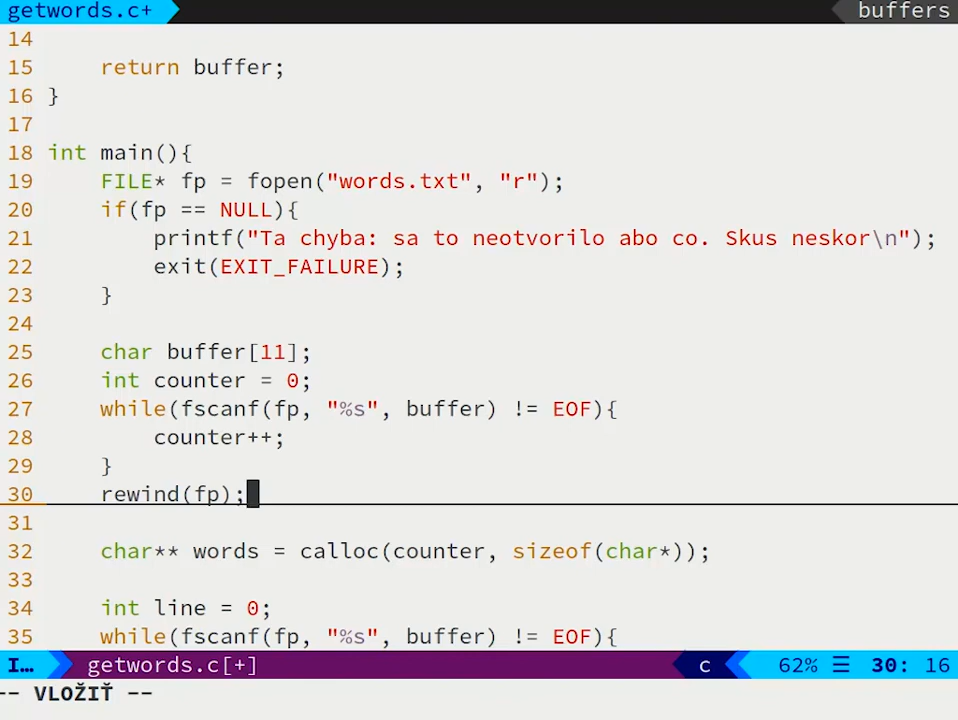 getwords.c+ buffers
14
15     return buffer;
16 }
17
18 int main(){
19     FILE* fp = fopen("words.txt", "r");
20     if(fp == NULL){
21         printf("Ta chyba: sa to neotvorilo abo co. Skus neskor\n");
22         exit(EXIT_FAILURE);
23     }
24
25     char buffer[11];
26     int counter = 0;
27     while(fscanf(fp, "%s", buffer) != EOF){
28         counter++;
29     }
30     rewind(fp);
31
32     char** words = calloc(counter, sizeof(char*));
33
34     int line = 0;
35     while(fscanf(fp, "%s", buffer) != EOF){
I… getwords.c[+] c 62% ☰ 30: 16
-- VLOŽIŤ --